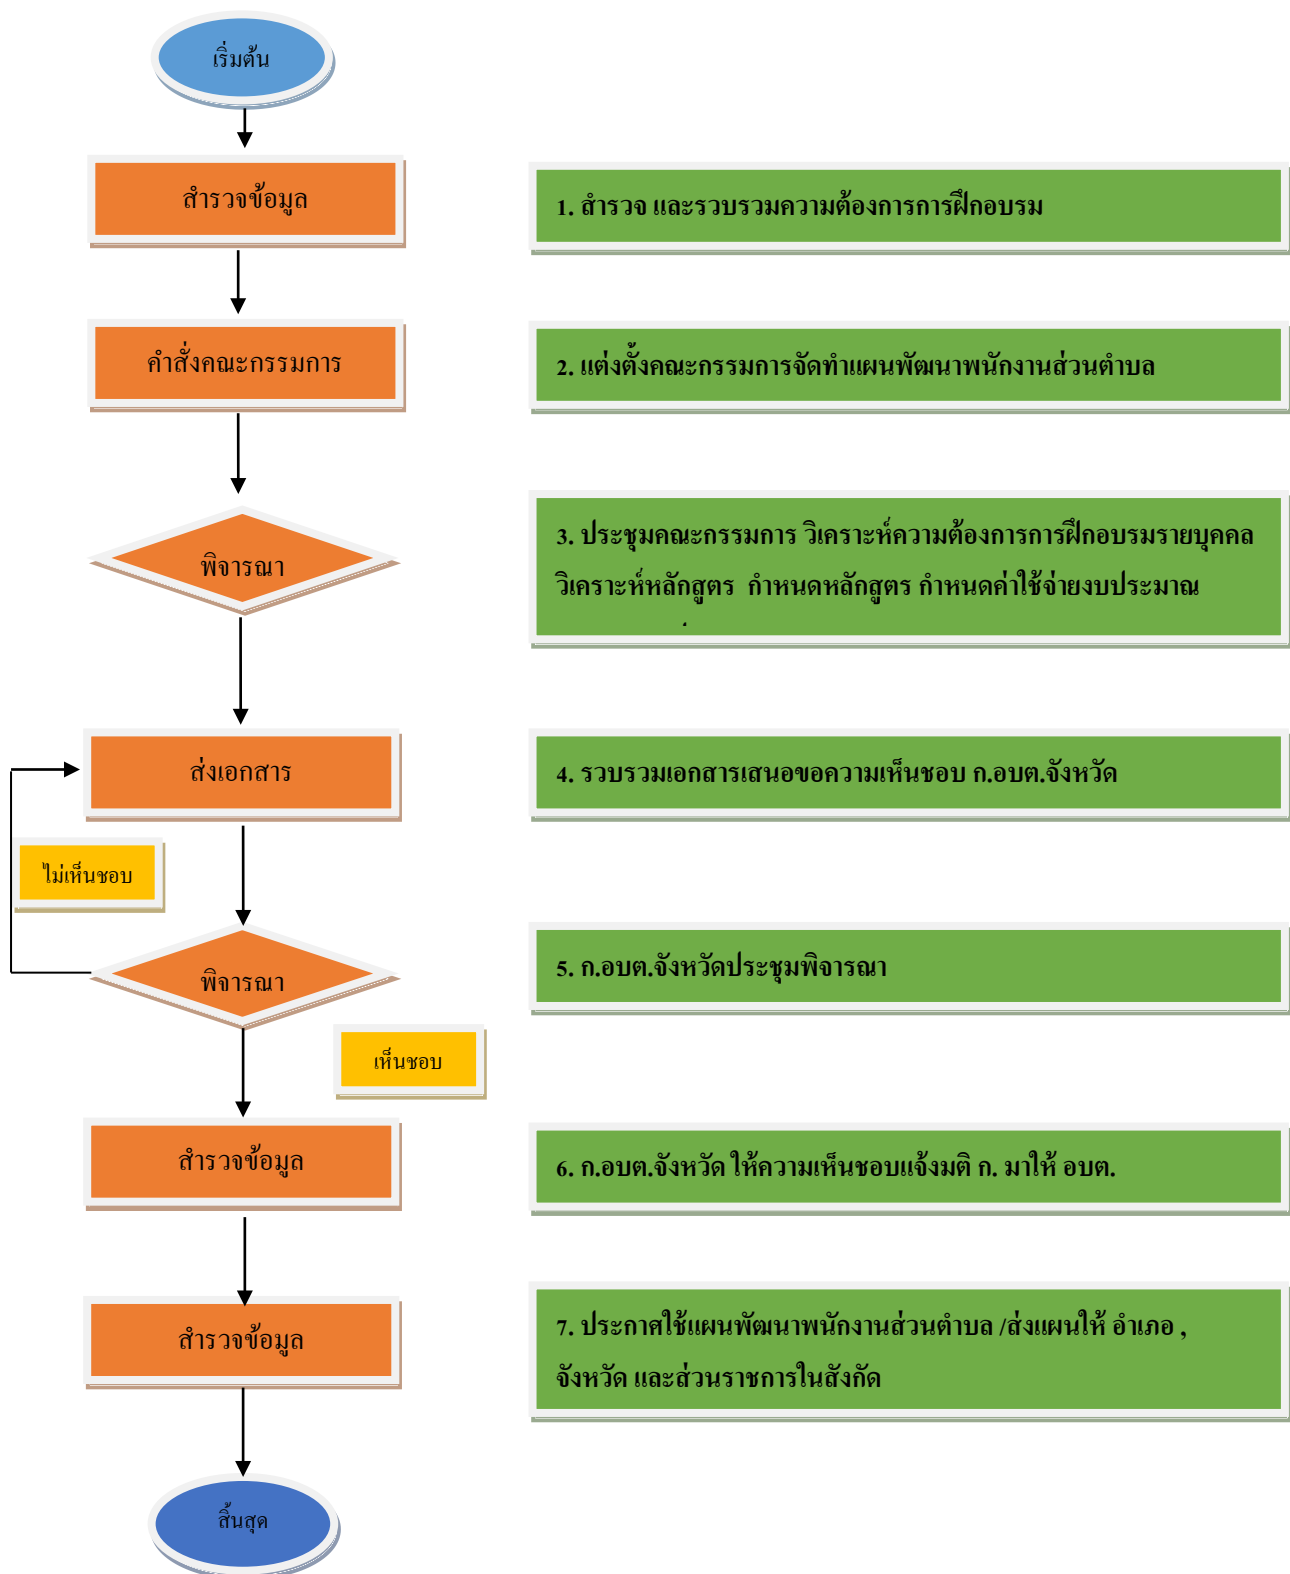 เริ่มต้น
สำรวจข้อมูล
1. สำรวจ และรวบรวมความต้องการการฝึกอบรม
คำสั่งคณะกรรมการ
2. แต่งตั้งคณะกรรมการจัดทำแผนพัฒนาพนักงานส่วนตำบล
พิจารณา
3. ประชุมคณะกรรมการ วิเคราะห์ความต้องการการฝึกอบรมรายบุคคล
วิเคราะห์หลักสูตร กำหนดหลักสูตร กำหนดค่าใช้จ่ายงบประมาณ
ส่งเอกสาร
4. รวบรวมเอกสารเสนอขอความเห็นชอบ ก.อบต.จังหวัด
ไม่เห็นชอบ
พิจารณา
5. ก.อบต.จังหวัดประชุมพิจารณา
เห็นชอบ
สำรวจข้อมูล
6. ก.อบต.จังหวัด ให้ความเห็นชอบแจ้งมติ ก. มาให้ อบต.
สำรวจข้อมูล
7. ประกาศใช้แผนพัฒนาพนักงานส่วนตำบล /ส่งแผนให้ อำเภอ ,
จังหวัด และส่วนราชการในสังกัด
สิ้นสุด